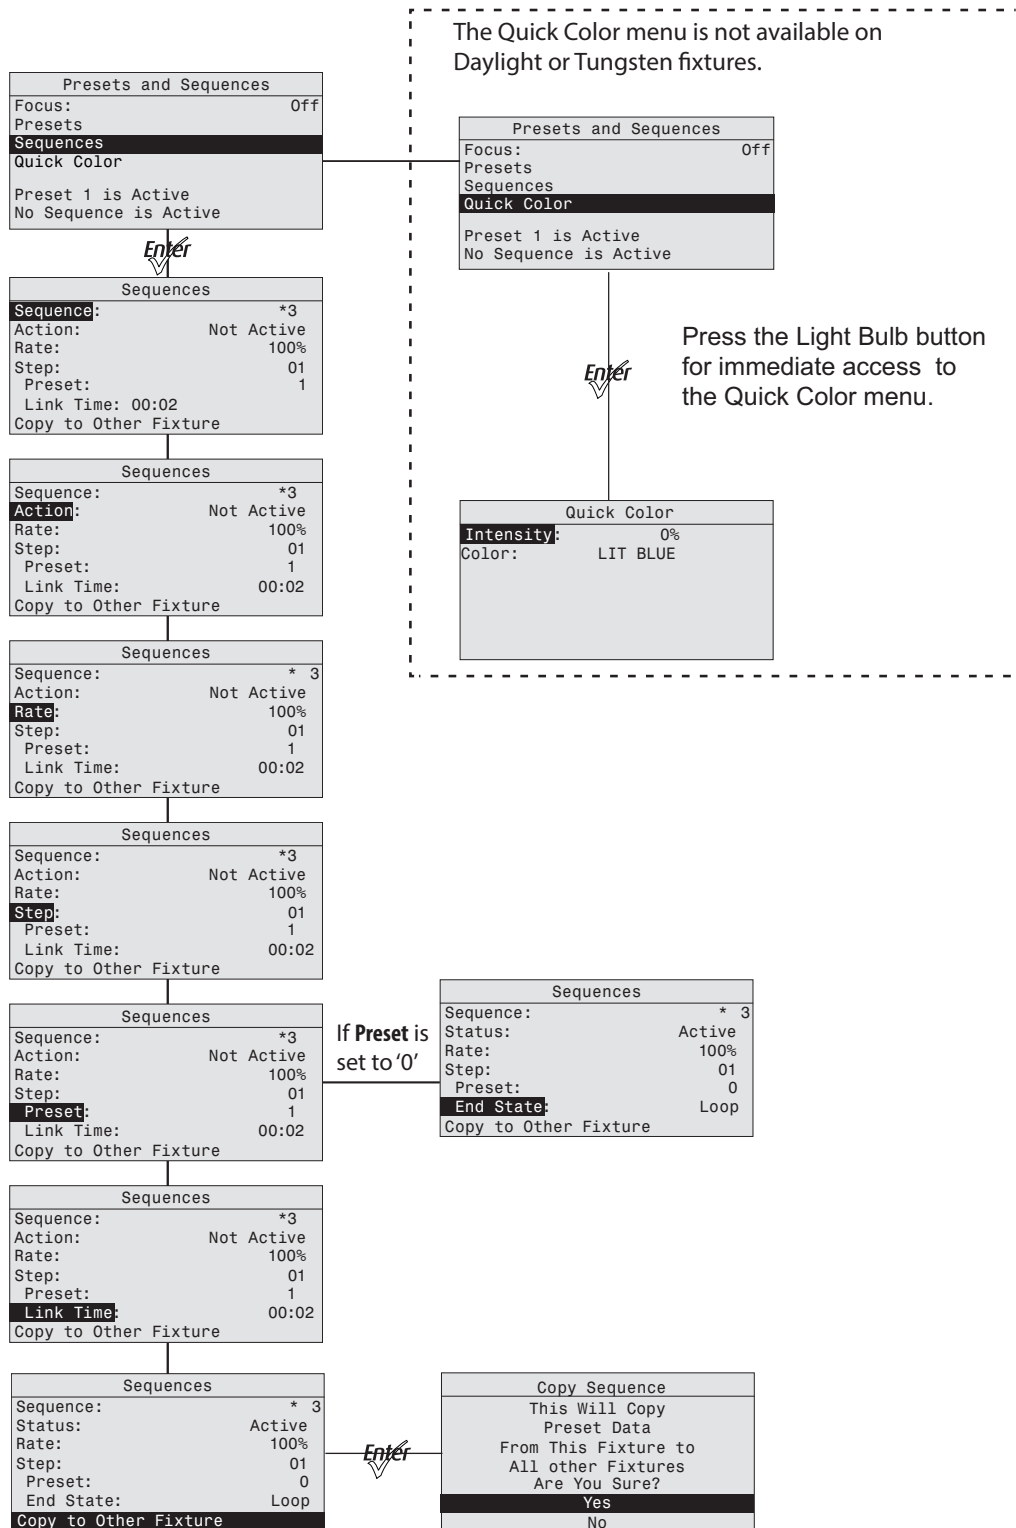 The Quick Color menu is not available on
Daylight or Tungsten fixtures.
Presets and Sequences
Focus: Off
Presets
Sequences
Quick Color
Preset 1 is Active
No Sequence is Active
Presets and Sequences
Focus: Off
Presets
Sequences
Quick Color
Preset 1 is Active
No Sequence is Active
Enter
Sequences
Sequence: *3
Action: Not Active
Rate: 100%
Step: 01
Preset: 1
Link Time: 00:02
Copy to Other Fixture
Enter
Press the Light Bulb button
for immediate access to
the Quick Color menu.
Sequences
Sequence: *3
Action: Not Active
Rate: 100%
Step: 01
Preset: 1
Link Time: 00:02
Copy to Other Fixture
Quick Color
Intensity: 0%
Color: LIT BLUE
Sequences
Sequence: * 3
Action: Not Active
Rate: 100%
Step: 01
Preset: 1
Link Time: 00:02
Copy to Other Fixture
Sequences
Sequence: *3
Action: Not Active
Rate: 100%
Step: 01
Preset: 1
Link Time: 00:02
Copy to Other Fixture
Sequences
Sequence: *3
Action: Not Active
Rate: 100%
Step: 01
Preset: 1
Link Time: 00:02
Copy to Other Fixture
If Preset is
set to ‘0’
Sequences
Sequence: * 3
Status: Active
Rate: 100%
Step: 01
Preset: 0
End State: Loop
Copy to Other Fixture
Sequences
Sequence: *3
Action: Not Active
Rate: 100%
Step: 01
Preset: 1
Link Time: 00:02
Copy to Other Fixture
Sequences
Sequence: * 3
Status: Active
Rate: 100%
Step: 01
Preset: 0
End State: Loop
Copy to Other Fixture
Enter
Copy Sequence
This Will Copy
Preset Data
From This Fixture to
All other Fixtures
Are You Sure?
Yes
No